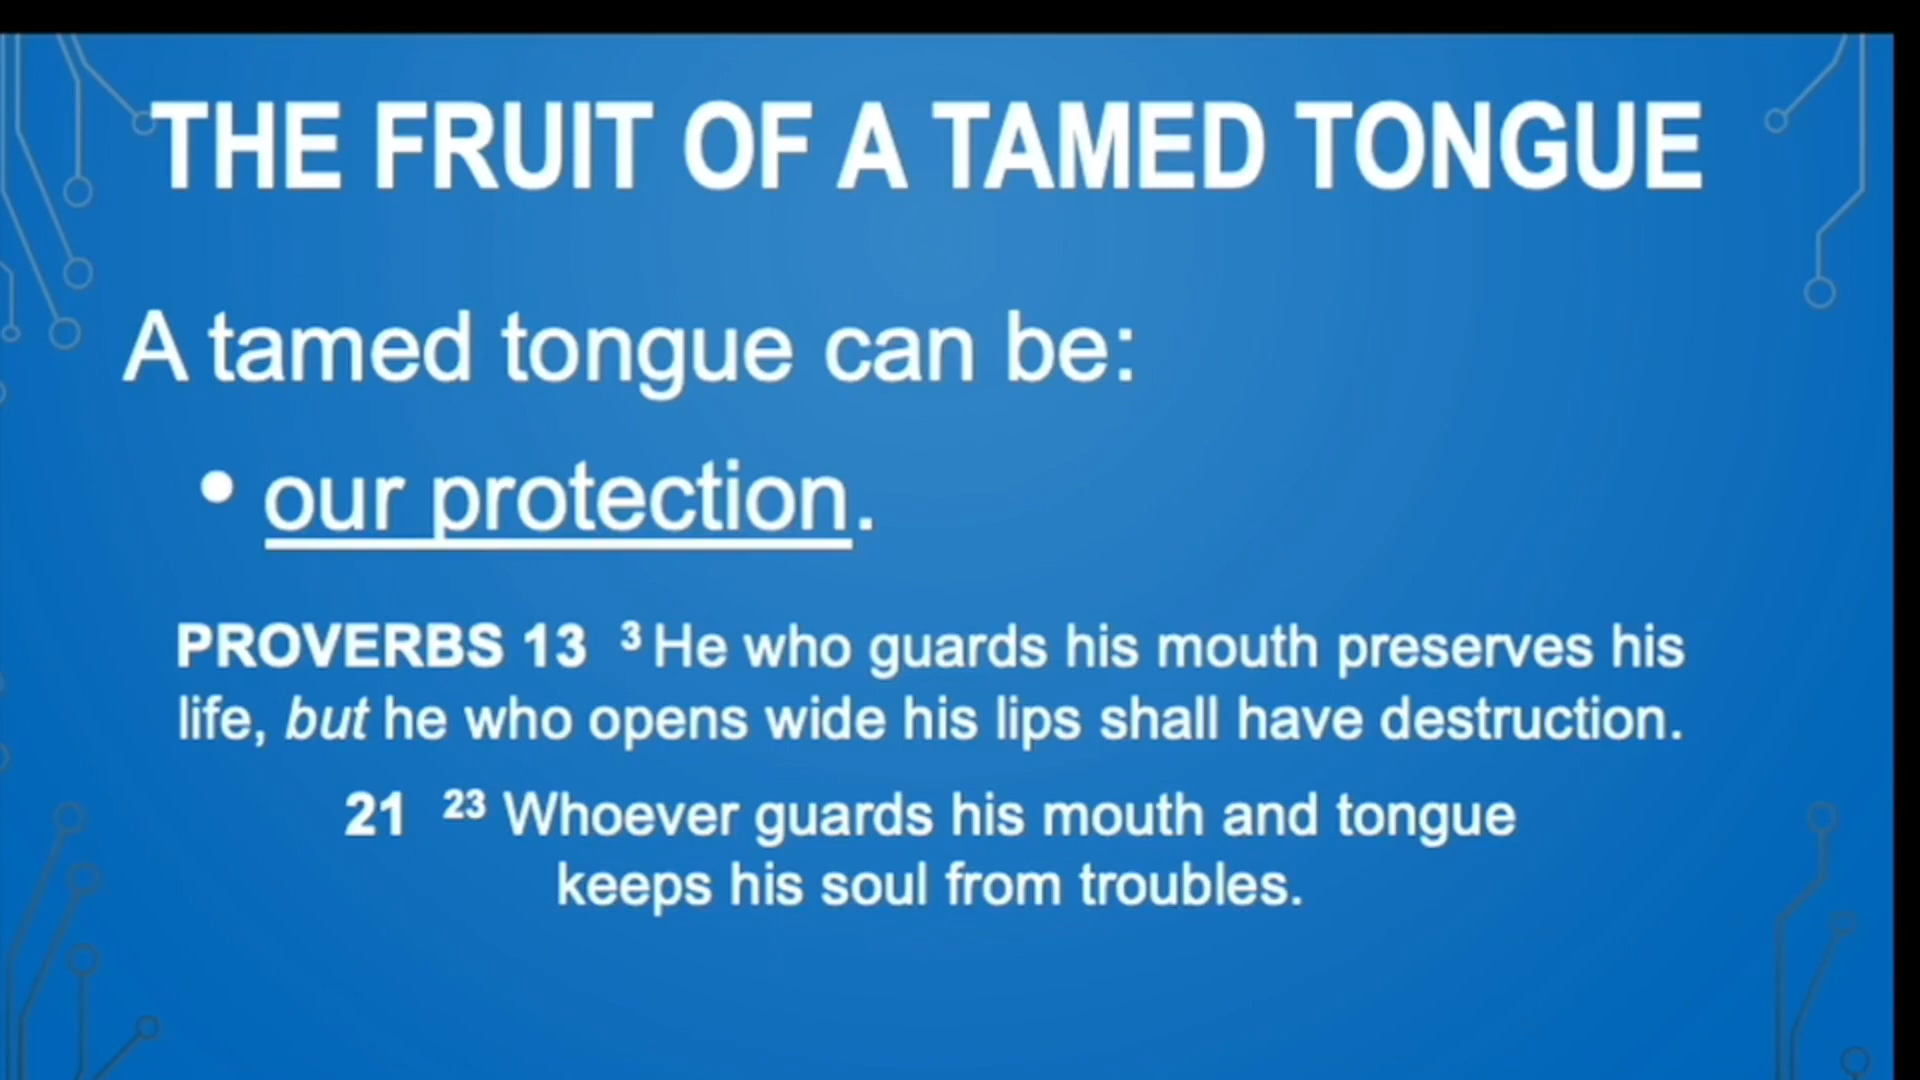 THE FRUIT OF A TAMED TONGUE
A tamed tongue can be:
• our protection.
PROVERBS 13 ³ He who guards his mouth preserves his
life, but he who opens wide his lips shall have destruction.
21 ²³ Whoever guards his mouth and tongue
keeps his soul from troubles.